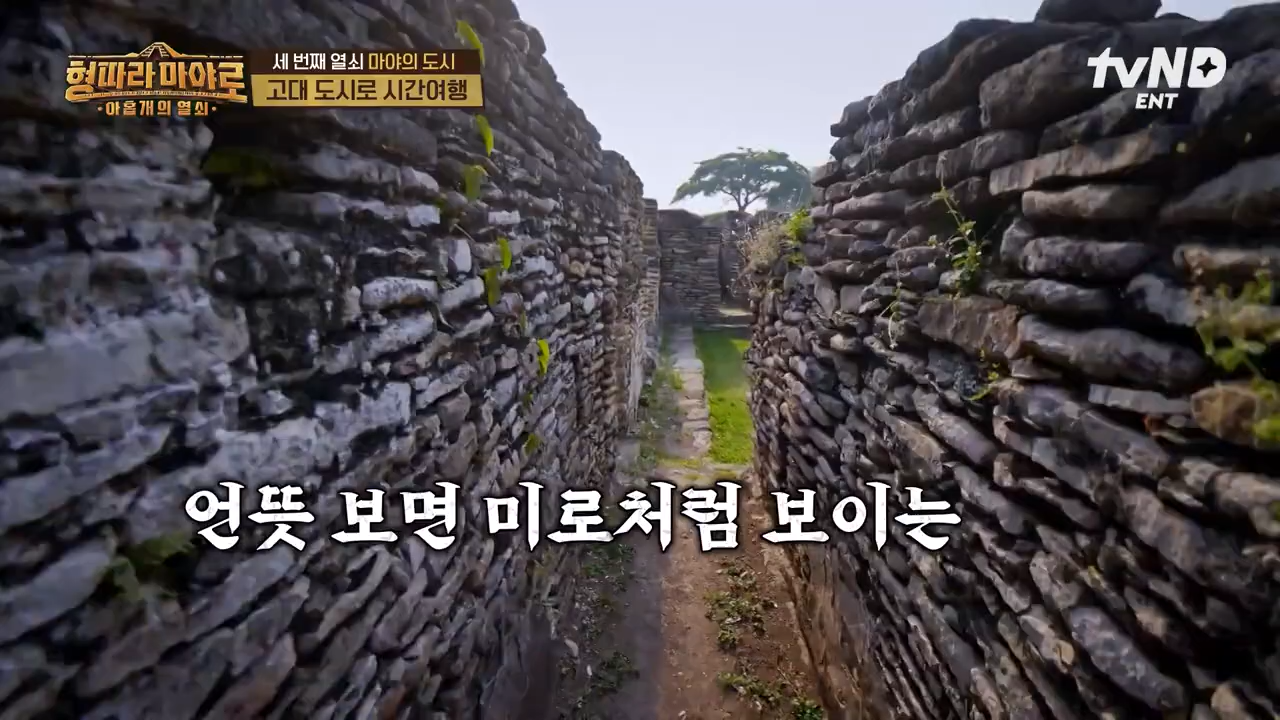 형따라 마야로
아홉개의 열쇠
세 번째 열쇠 마야의 도시
고대 도시로 시간여행
tvND
ENT
언뜻 보면 미로처럼 보이는